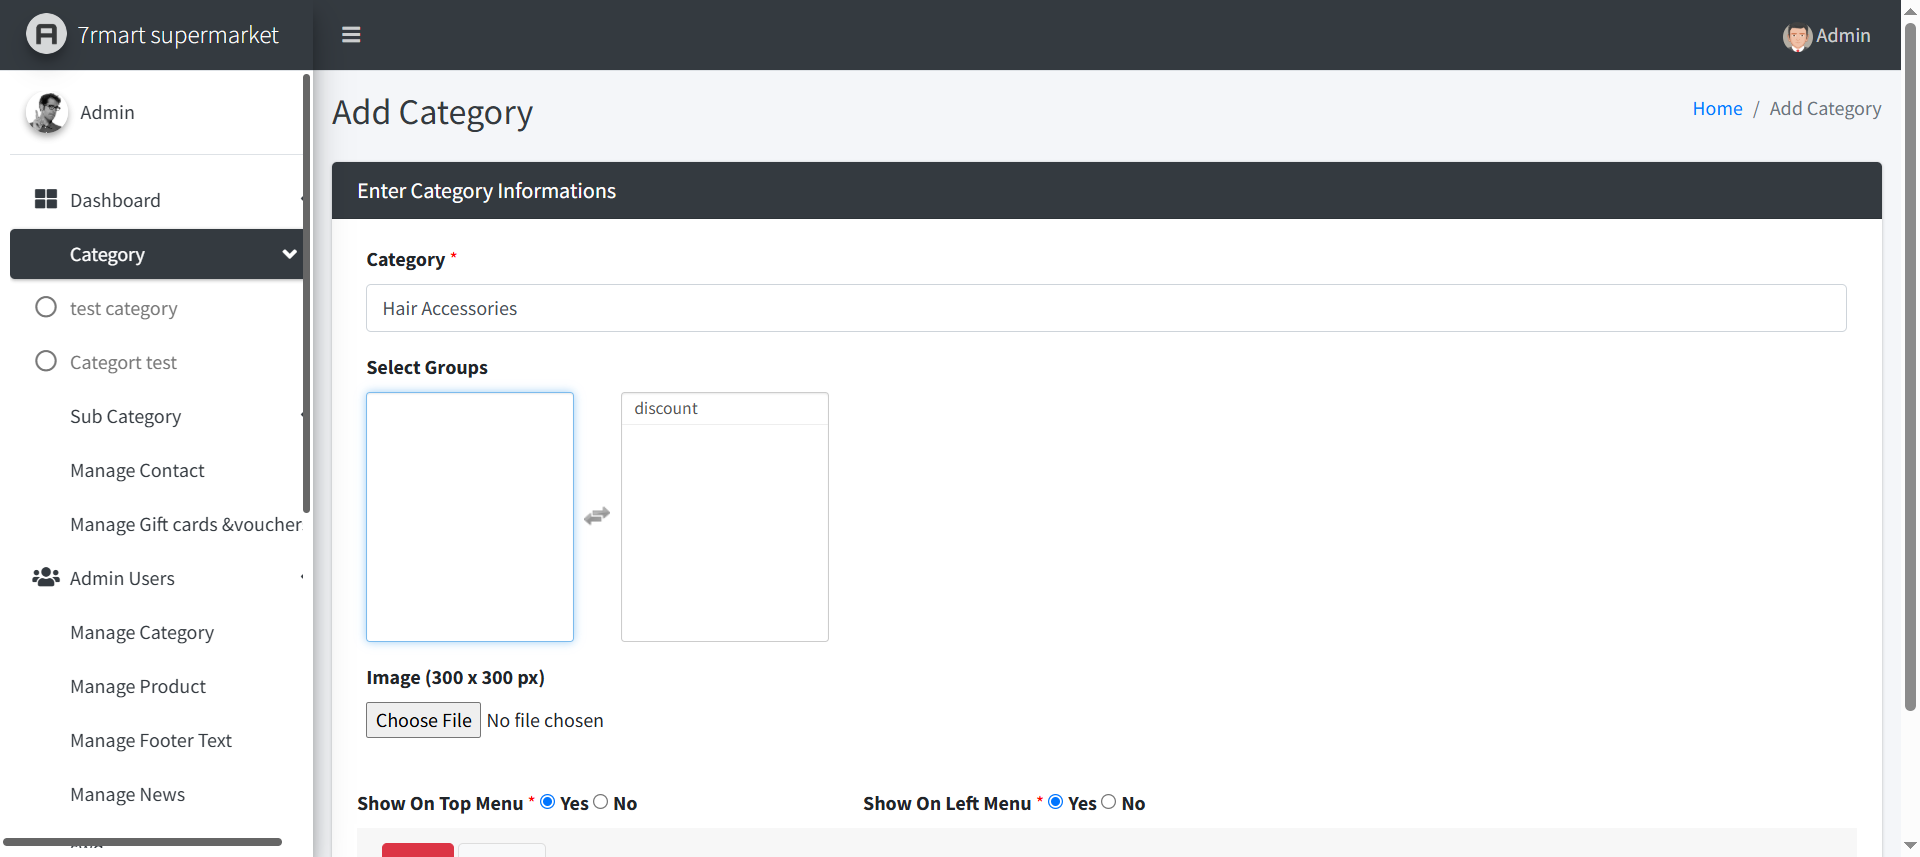 7rmart supermarket
Admin
Admin
Add Category
Home / Add Category
Dashboard
Category
test category
Categort test
Sub Category
Manage Contact
Manage Gift cards &voucher
Admin Users
Manage Category
Manage Product
Manage Footer Text
Manage News
Enter Category Informations
Category *
Hair Accessories
Select Groups
discount
Image (300 x 300 px)
Choose File No file chosen
Show On Top Menu * Yes No
Show On Left Menu * Yes No